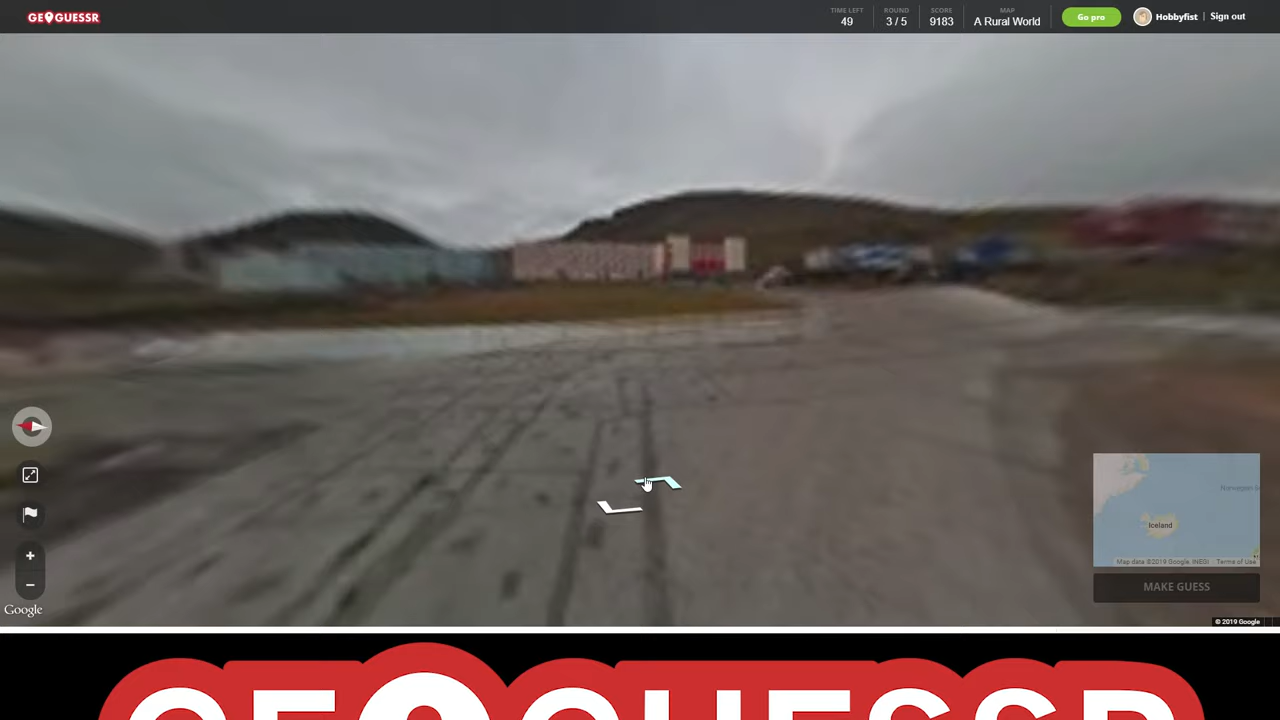 GEOGUESSR
TIME LEFT
49
ROUND
3 / 5
SCORE
9183
MAP
A Rural World
Go pro
Hobbyfist | Sign out
Iceland
Map data ©2019 Google, INEGI
Terms of Use
MAKE GUESS
+
−
Google
© 2019 Google
GEOGUESSR